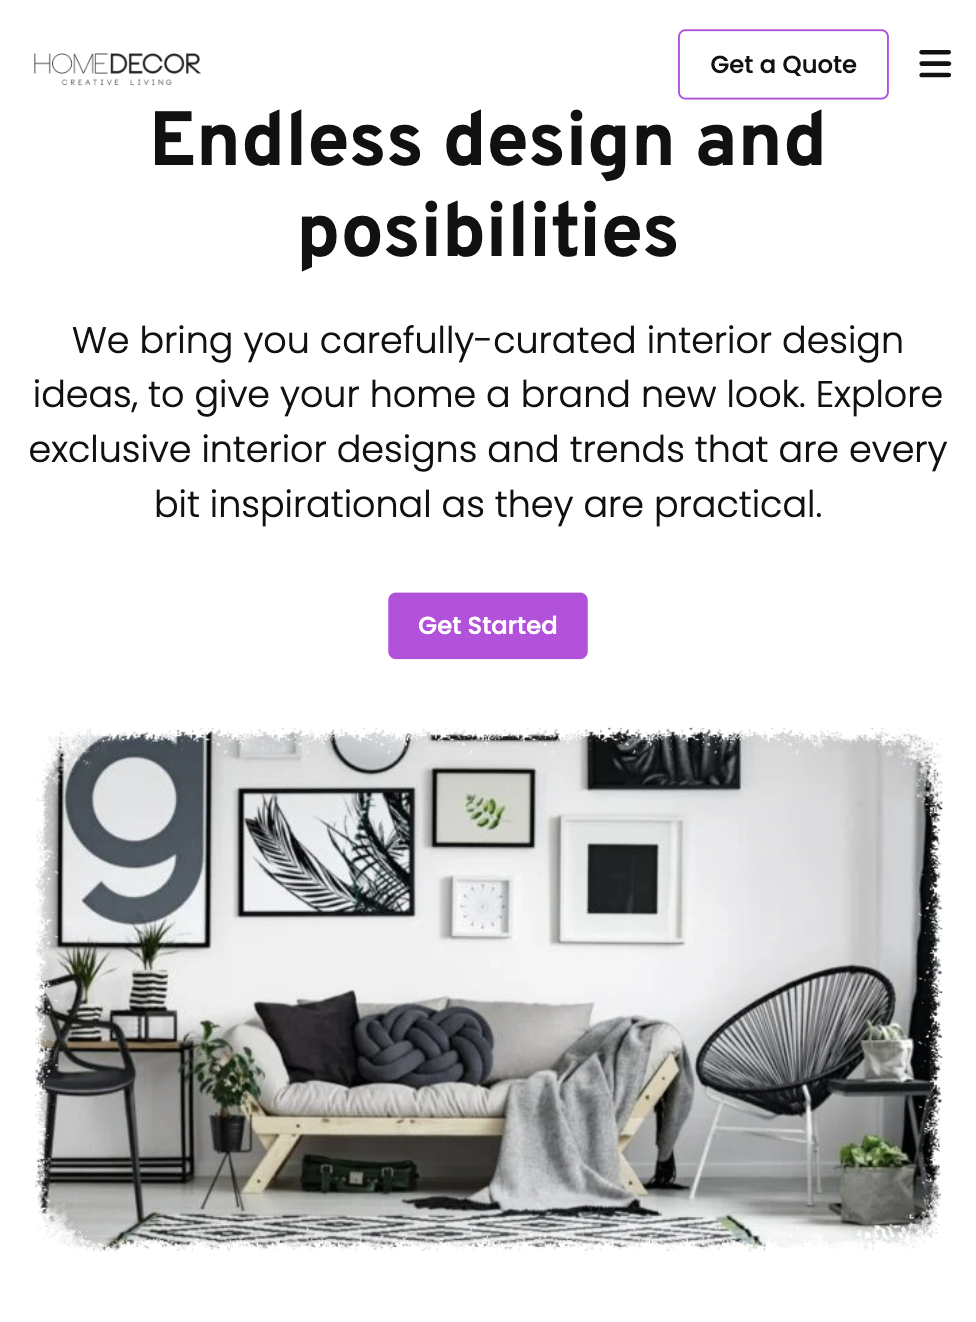 HOMEDECOR
CREATIVE LIVING
Get a Quote
Endless design and
posibilities
We bring you carefully-curated interior design
ideas, to give your home a brand new look. Explore
exclusive interior designs and trends that are every
bit inspirational as they are practical.
Get Started
g